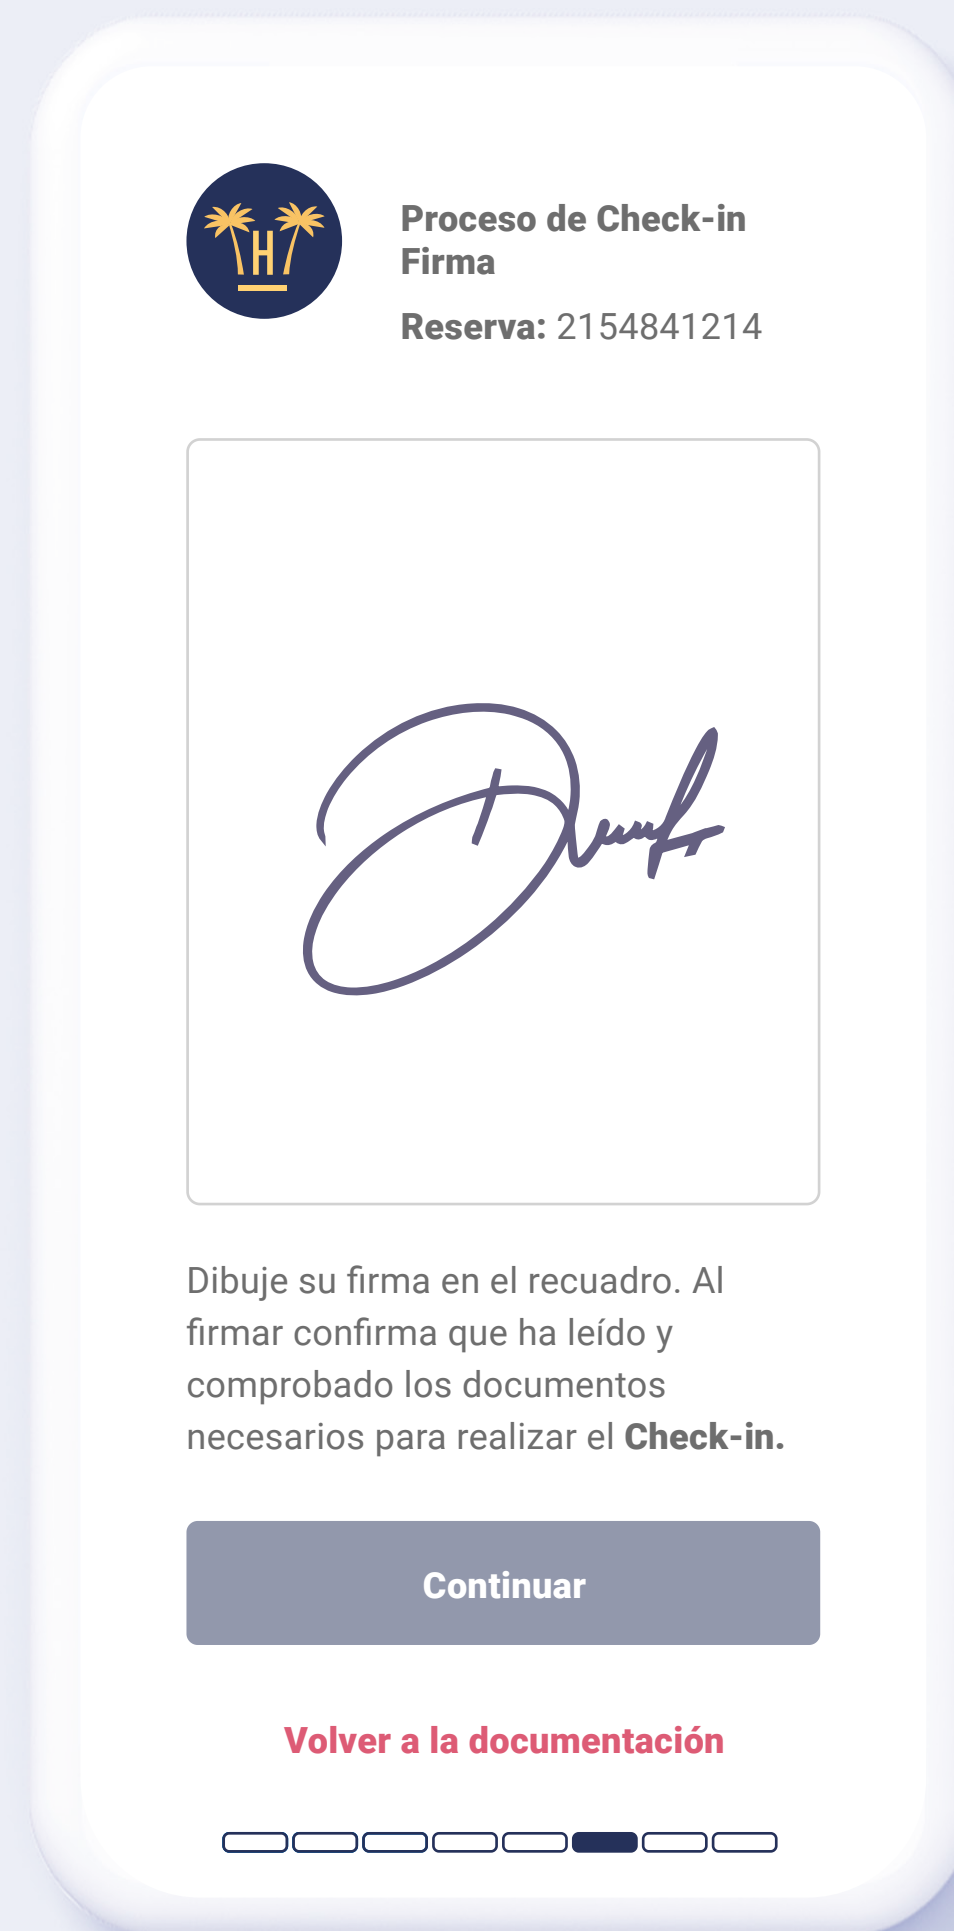 H
Proceso de Check-in
Firma
Reserva: 2154841214
Dibuje su firma en el recuadro. Al
firmar confirma que ha leído y
comprobado los documentos
necesarios para realizar el Check-in.
Continuar
Volver a la documentación